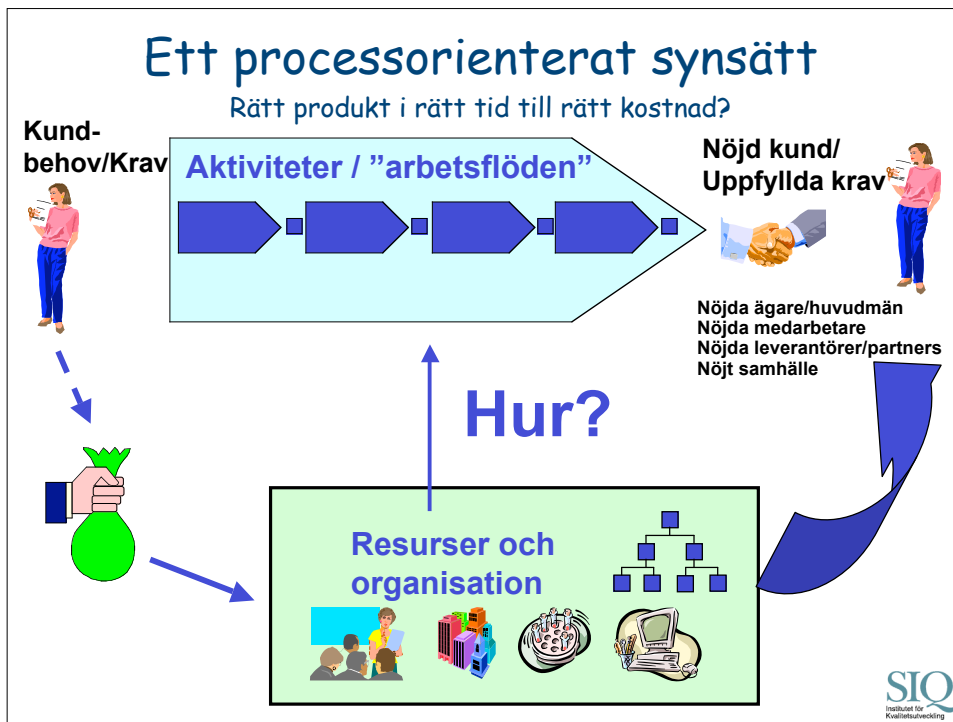 Ett processorienterat synsätt
Rätt produkt i rätt tid till rätt kostnad?
Kund-
behov/Krav
Aktiviteter / ”arbetsflöden”
Nöjd kund/
Uppfyllda krav
Nöjda ägare/huvudmän
Nöjda medarbetare
Nöjda leverantörer/partners
Nöjt samhälle
Hur?
Resurser och
organisation
SIQ
Institutet för
Kvalitetsutveckling